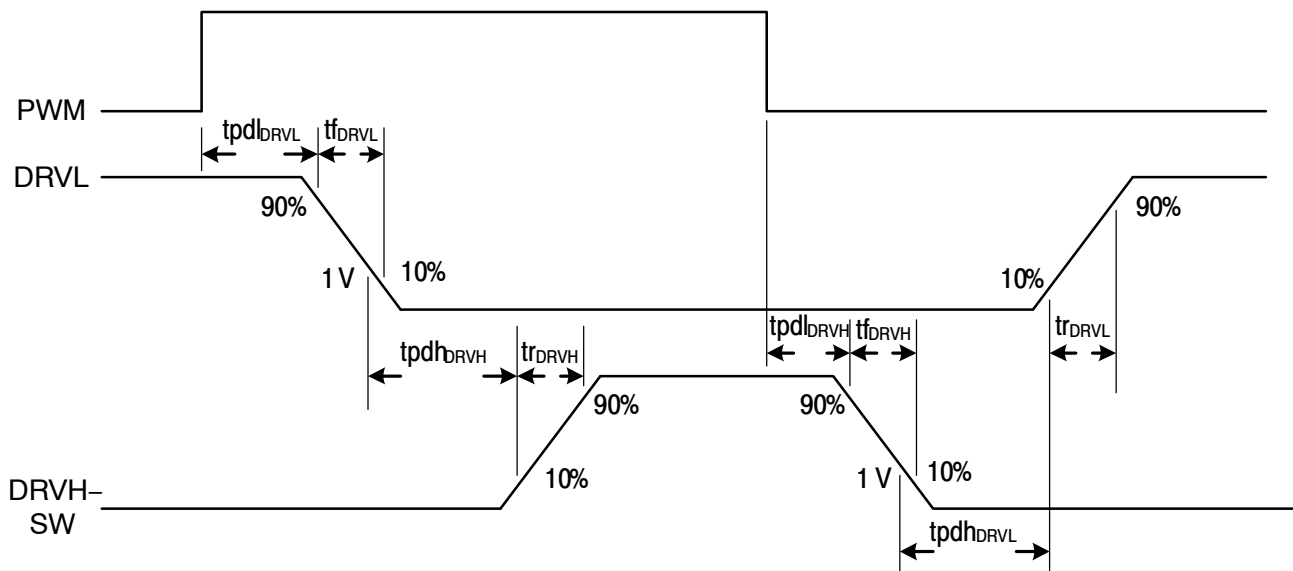 PWM
tpdlDRVL
tfDRVL
DRVL
90%
90%
1 V
10%
10%
tpdlDRVH
tfDRVH
trDRVL
tpdhDRVH
trDRVH
90%
90%
10%
1 V
10%
DRVH–
SW
tpdhDRVL